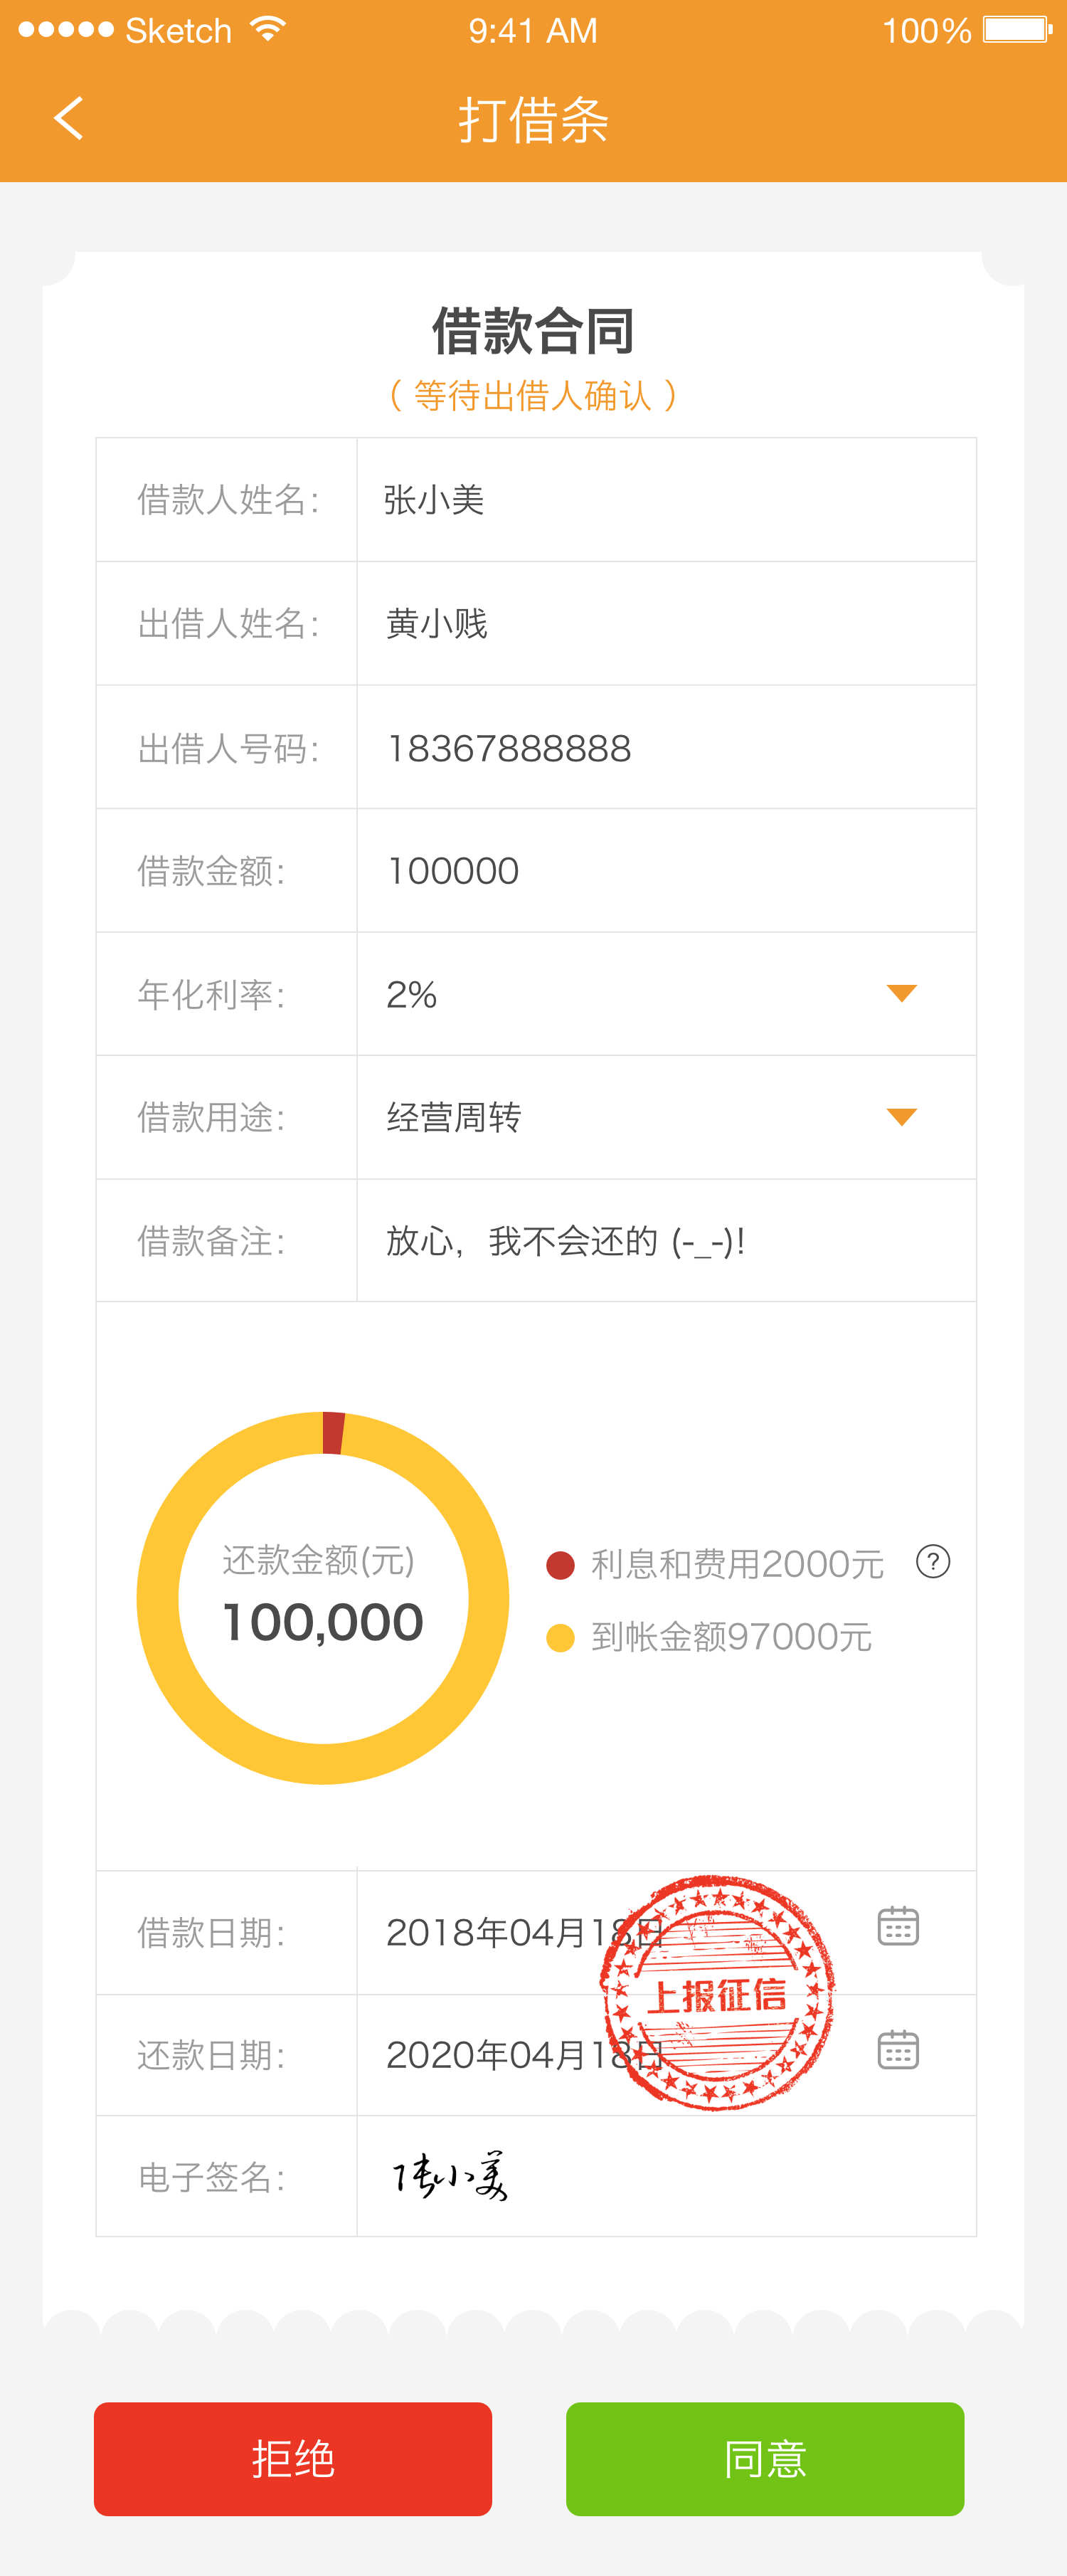 Sketch 9:41 AM 100%
打借条
借款合同
( 等待出借人确认 )
借款人姓名: 张小美
出借人姓名: 黄小贱
出借人号码: 18367888888
借款金额: 100000
年化利率: 2%
借款用途: 经营周转
借款备注: 放心，我不会还的 (-_-)!
还款金额(元)
100,000
利息和费用2000元 ?
到帐金额97000元
借款日期: 2018年04月18日
上报征信
还款日期: 2020年04月18日
电子签名: 张小美
拒绝 同意